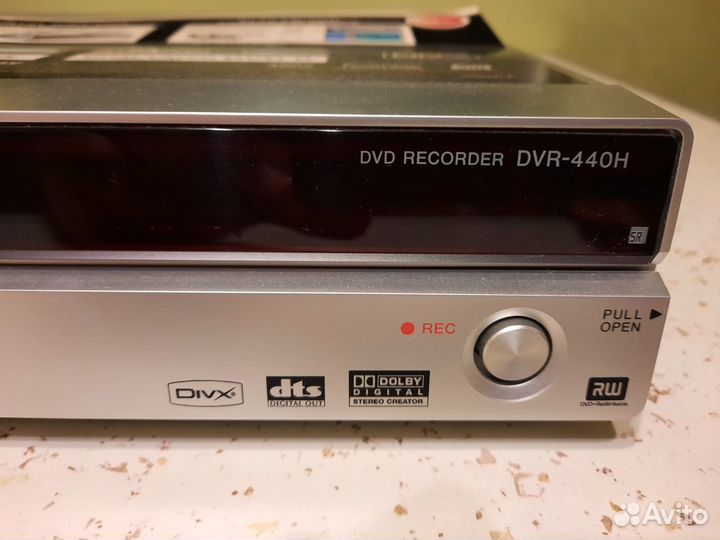 DVD RECORDER DVR-440H
SR
PULL
OPEN
REC
DIVX
dts
DIGITAL OUT
DOLBY
DIGITAL
STEREO CREATOR
RW
DVD-ReWritable
Avito